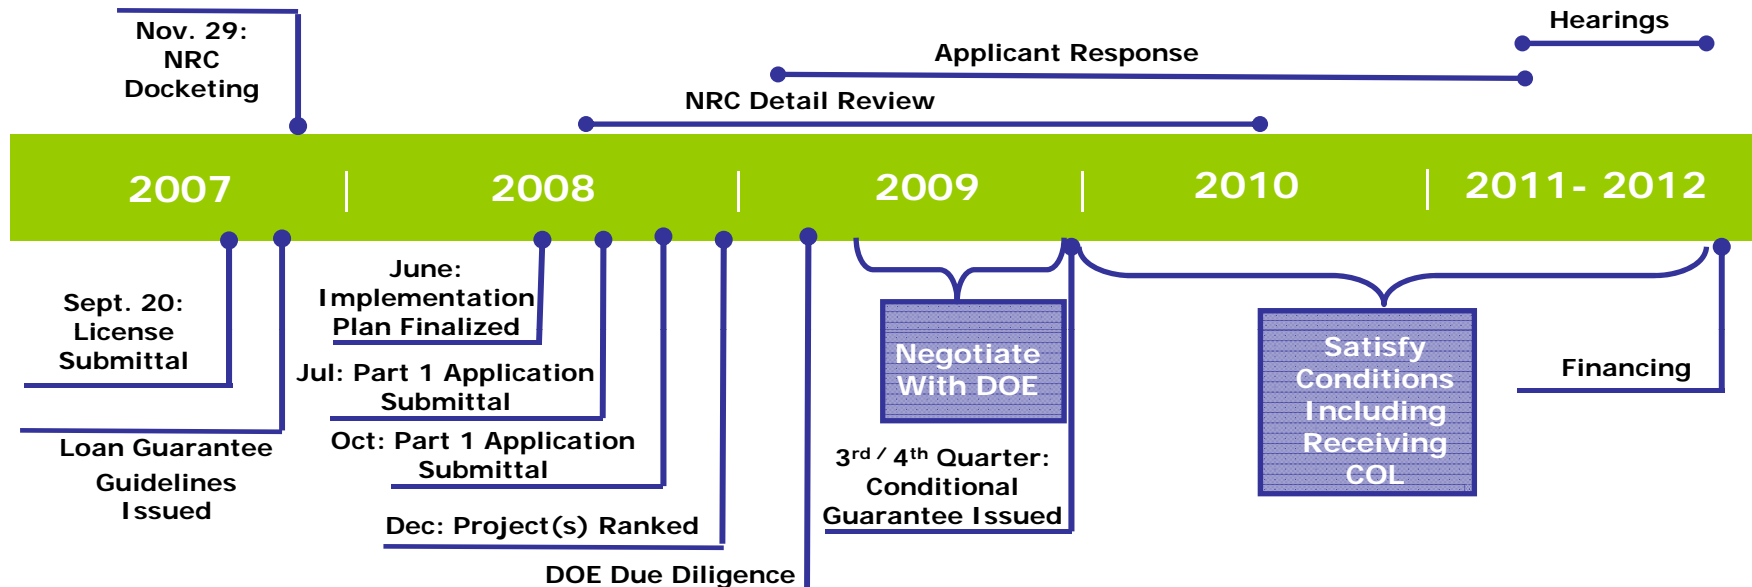 Nov. 29:
NRC
Docketing
Hearings
Applicant Response
NRC Detail Review
2007
2008
2009
2010
2011- 2012
Sept. 20:
License
Submittal
Loan Guarantee
Guidelines
Issued
June:
Implementation
Plan Finalized
Jul: Part 1 Application
Submittal
Oct: Part 1 Application
Submittal
Dec: Project(s) Ranked
DOE Due Diligence
Negotiate
With DOE
3rd / 4th Quarter:
Conditional
Guarantee Issued
Satisfy
Conditions
Including
Receiving
COL
Financing